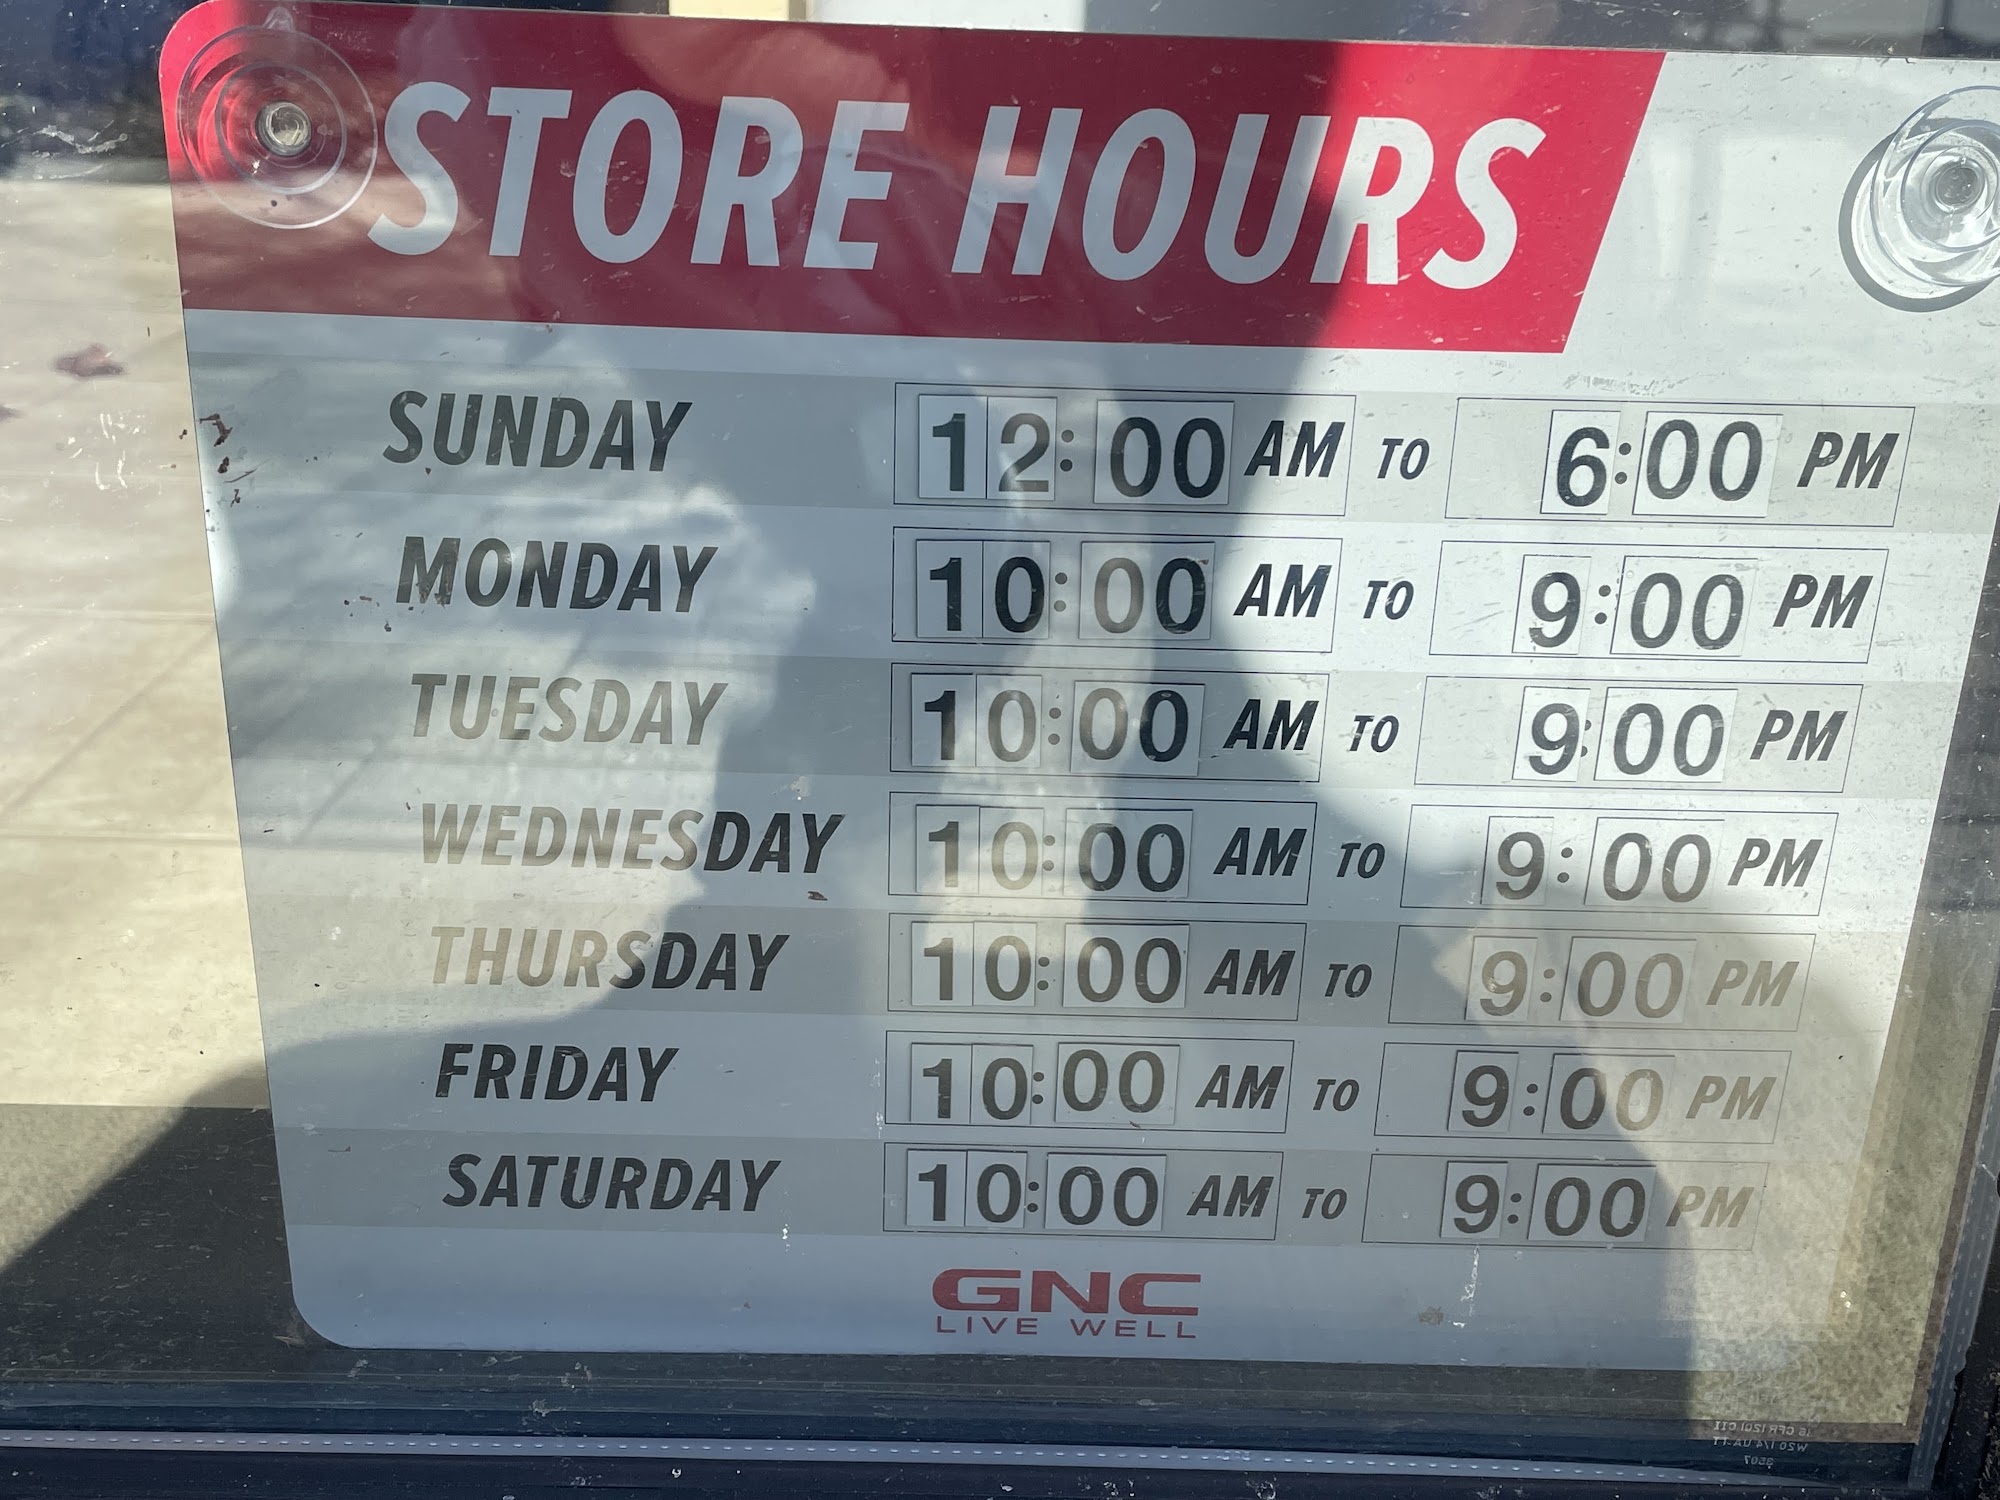 STORE HOURS
SUNDAY 12:00 AM TO 6:00 PM
MONDAY 10:00 AM TO 9:00 PM
TUESDAY 10:00 AM TO 9:00 PM
WEDNESDAY 10:00 AM TO 9:00 PM
THURSDAY 10:00 AM TO 9:00 PM
FRIDAY 10:00 AM TO 9:00 PM
SATURDAY 10:00 AM TO 9:00 PM
GNC
LIVE WELL